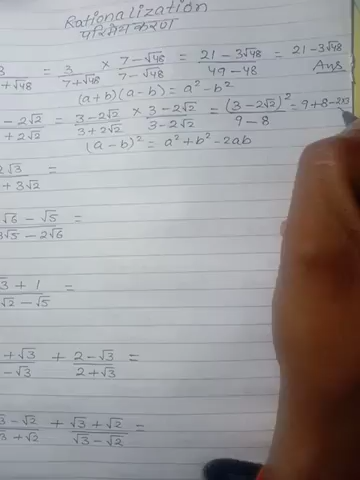 Rationalization
परिमेयकरण
3/7+√48 = 3/7+√48 × 7-√48/7-√48 = 21-3√48/49-48 = 21-3√48 Ans
(a+b)(a-b) = a²-b²
- 2√2/+ 2√2 = 3-2√2/3+2√2 × 3-2√2/3-2√2 = (3-2√2)²/9-8 = 9+8-2×3
(a-b)² = a²+b²-2ab
2√3/+ 3√2 =
√6 - √5/3√5 - 2√6 =
√3 + 1/√2 - √5 =
+ √3/- √3 + 2-√3/2+√3 =
√3 - √2/√3 + √2 + √3+√2/√3-√2 =